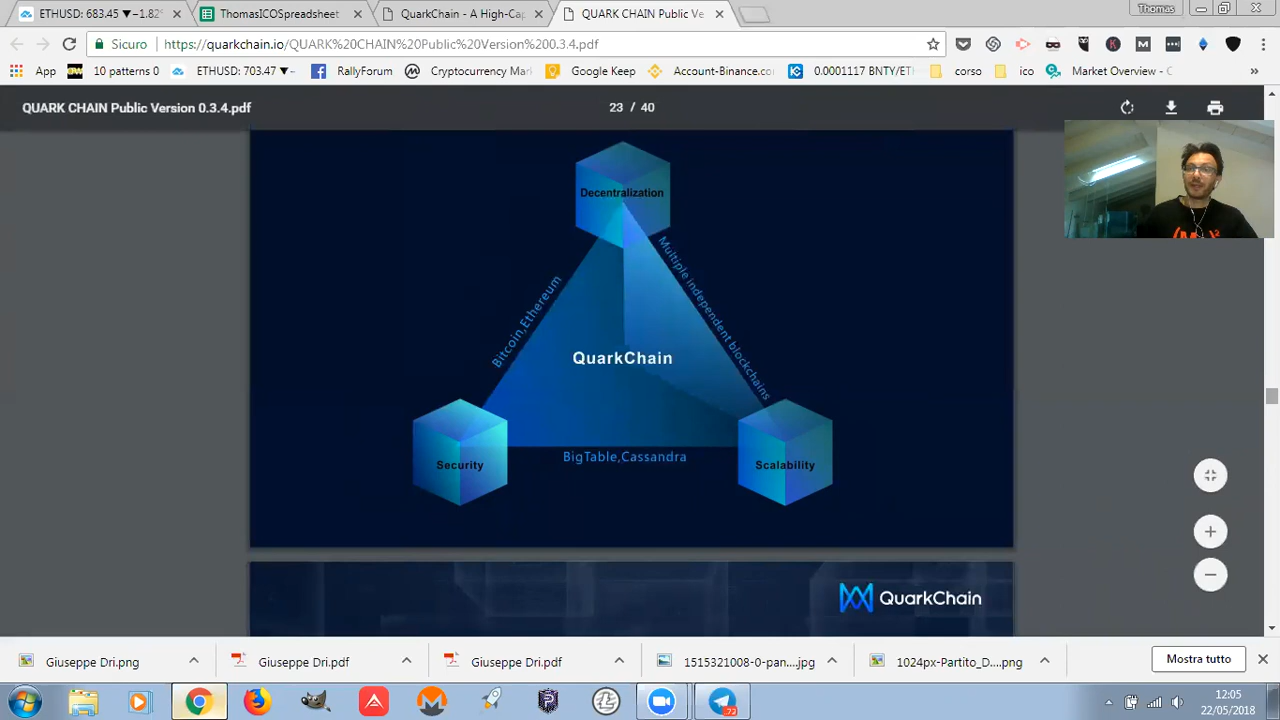 ETHUSD: 683.45 ▼−1.82%
ThomasICOSpreadsheet
QuarkChain - A High-Cap
QUARK CHAIN Public Ve
Thomas
Sicuro
https://quarkchain.io/QUARK%20CHAIN%20Public%20Version%200.3.4.pdf
App
10 patterns 0
ETHUSD: 703.47 ▼
RallyForum
Cryptocurrency Mar
Google Keep
Account-Binance.co
0.0001117 BNTY/ETH
corso
ico
Market Overview - C
»
QUARK CHAIN Public Version 0.3.4.pdf
23 / 40
Decentralization
Multiple independent blockchains
Bitcoin,Ethereum
QuarkChain
Security
Scalability
BigTable,Cassandra
QuarkChain
Giuseppe Dri.png
Giuseppe Dri.pdf
Giuseppe Dri.pdf
1515321008-0-pan....jpg
1024px-Partito_D....png
Mostra tutto
73
12:05
22/05/2018